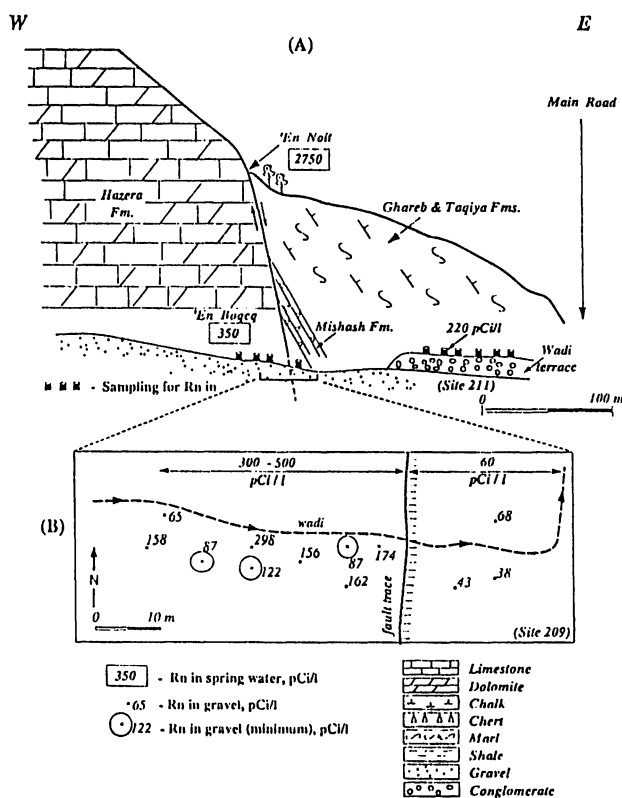 W
E
(A)
Main Road
'En Noit
2750
Hazera
Fm.
Ghareb & Taqiya Fms.
'En Boqeq
350
Mishash Fm.
220 pCi/l
Wadi
terrace
- Sampling for Rn in
(Site 211)
0 100 m
300 - 500
pCi/l
60
pCi/l
(B)
65
wadi
68
158
87
298
156
87
174
122
162
43
38
N
fault trace
0 10 m
(Site 209)
350 - Rn in spring water, pCi/l
65 - Rn in gravel, pCi/l
122 - Rn in gravel (minimum), pCi/l
Limestone
Dolomite
Chalk
Chert
Marl
Shale
Gravel
Conglomerate